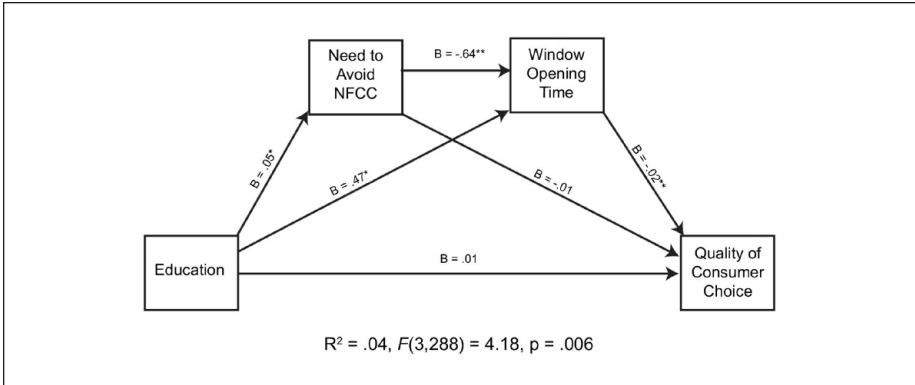 Need to
Avoid
NFCC
B = -.64**
Window
Opening
Time
B = .05*
B = .47*
B = -.01
B = -.02**
Education
B = .01
Quality of
Consumer
Choice
R² = .04, F(3,288) = 4.18, p = .006